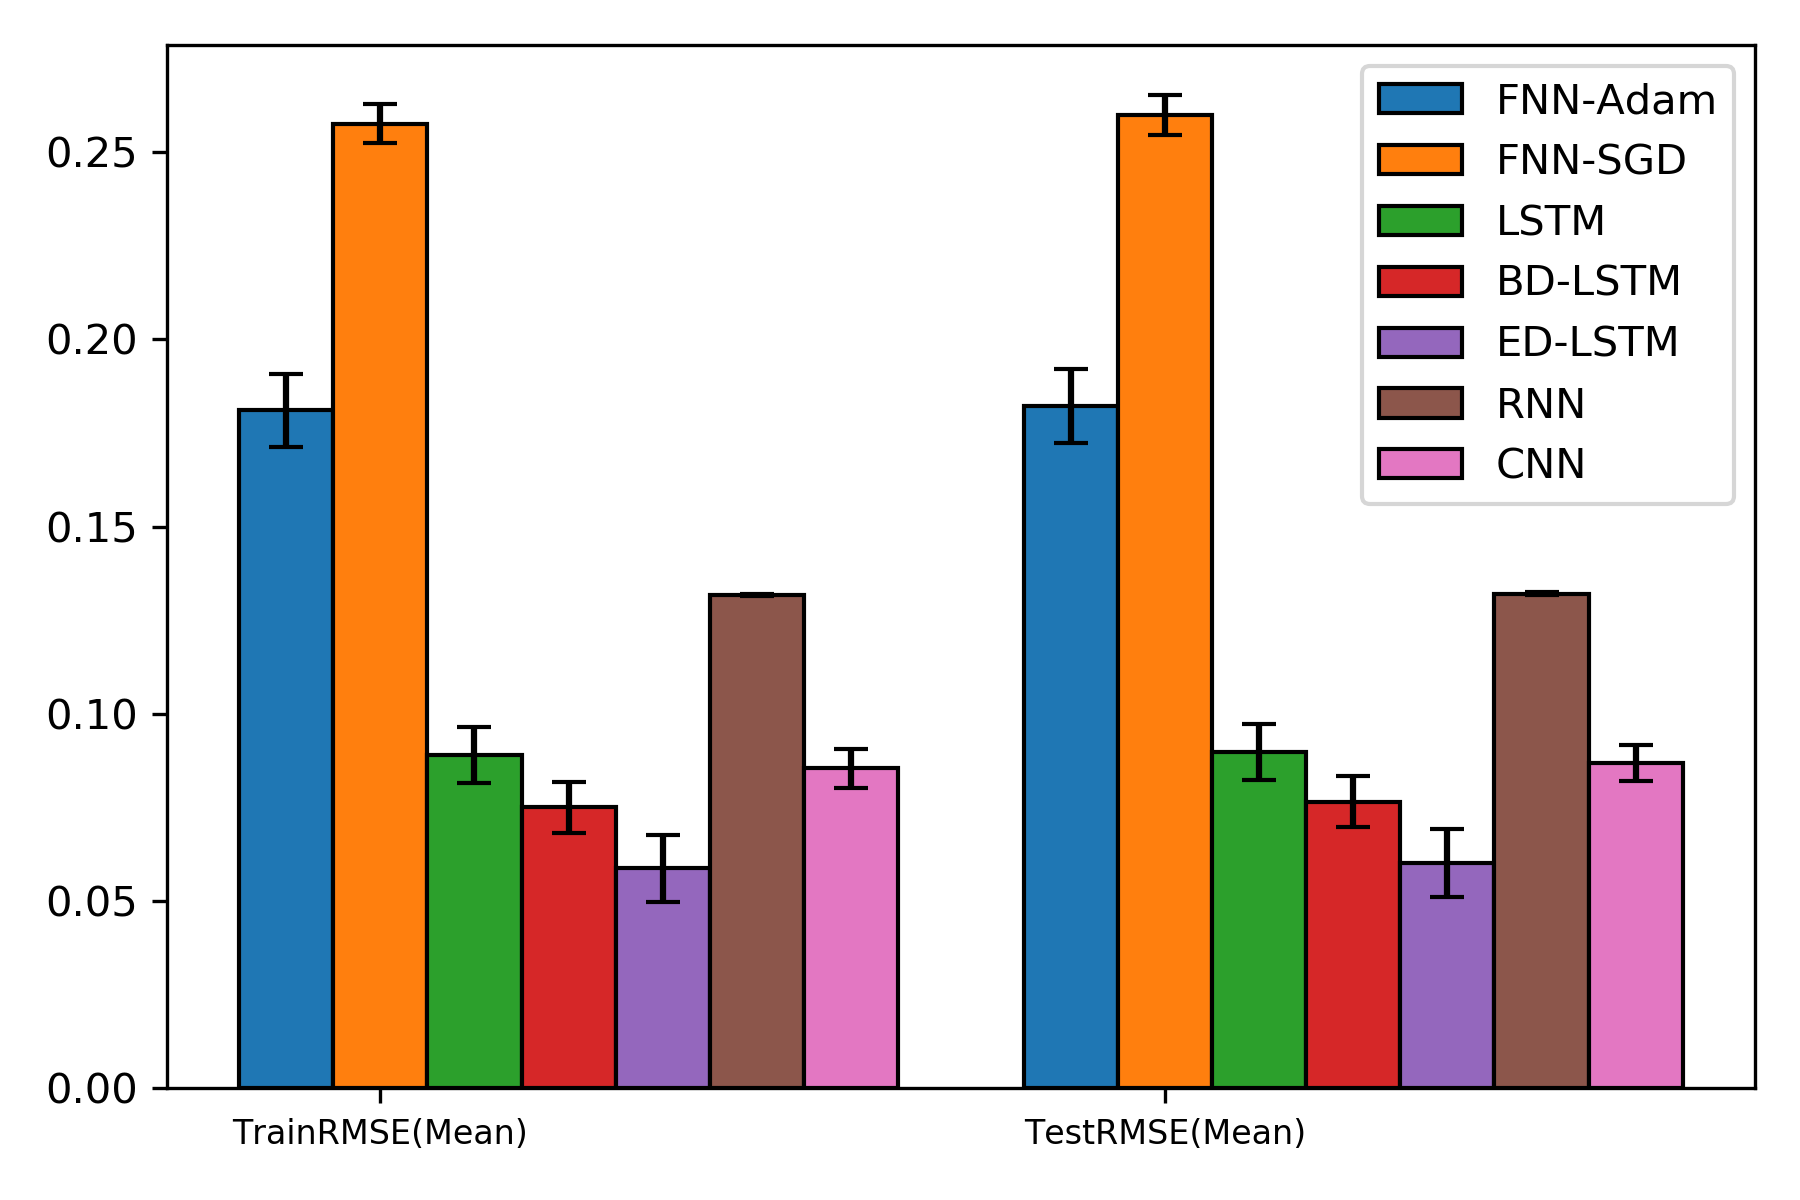 0.25
0.20
0.15
0.10
0.05
0.00
TrainRMSE(Mean)
TestRMSE(Mean)
FNN-Adam
FNN-SGD
LSTM
BD-LSTM
ED-LSTM
RNN
CNN